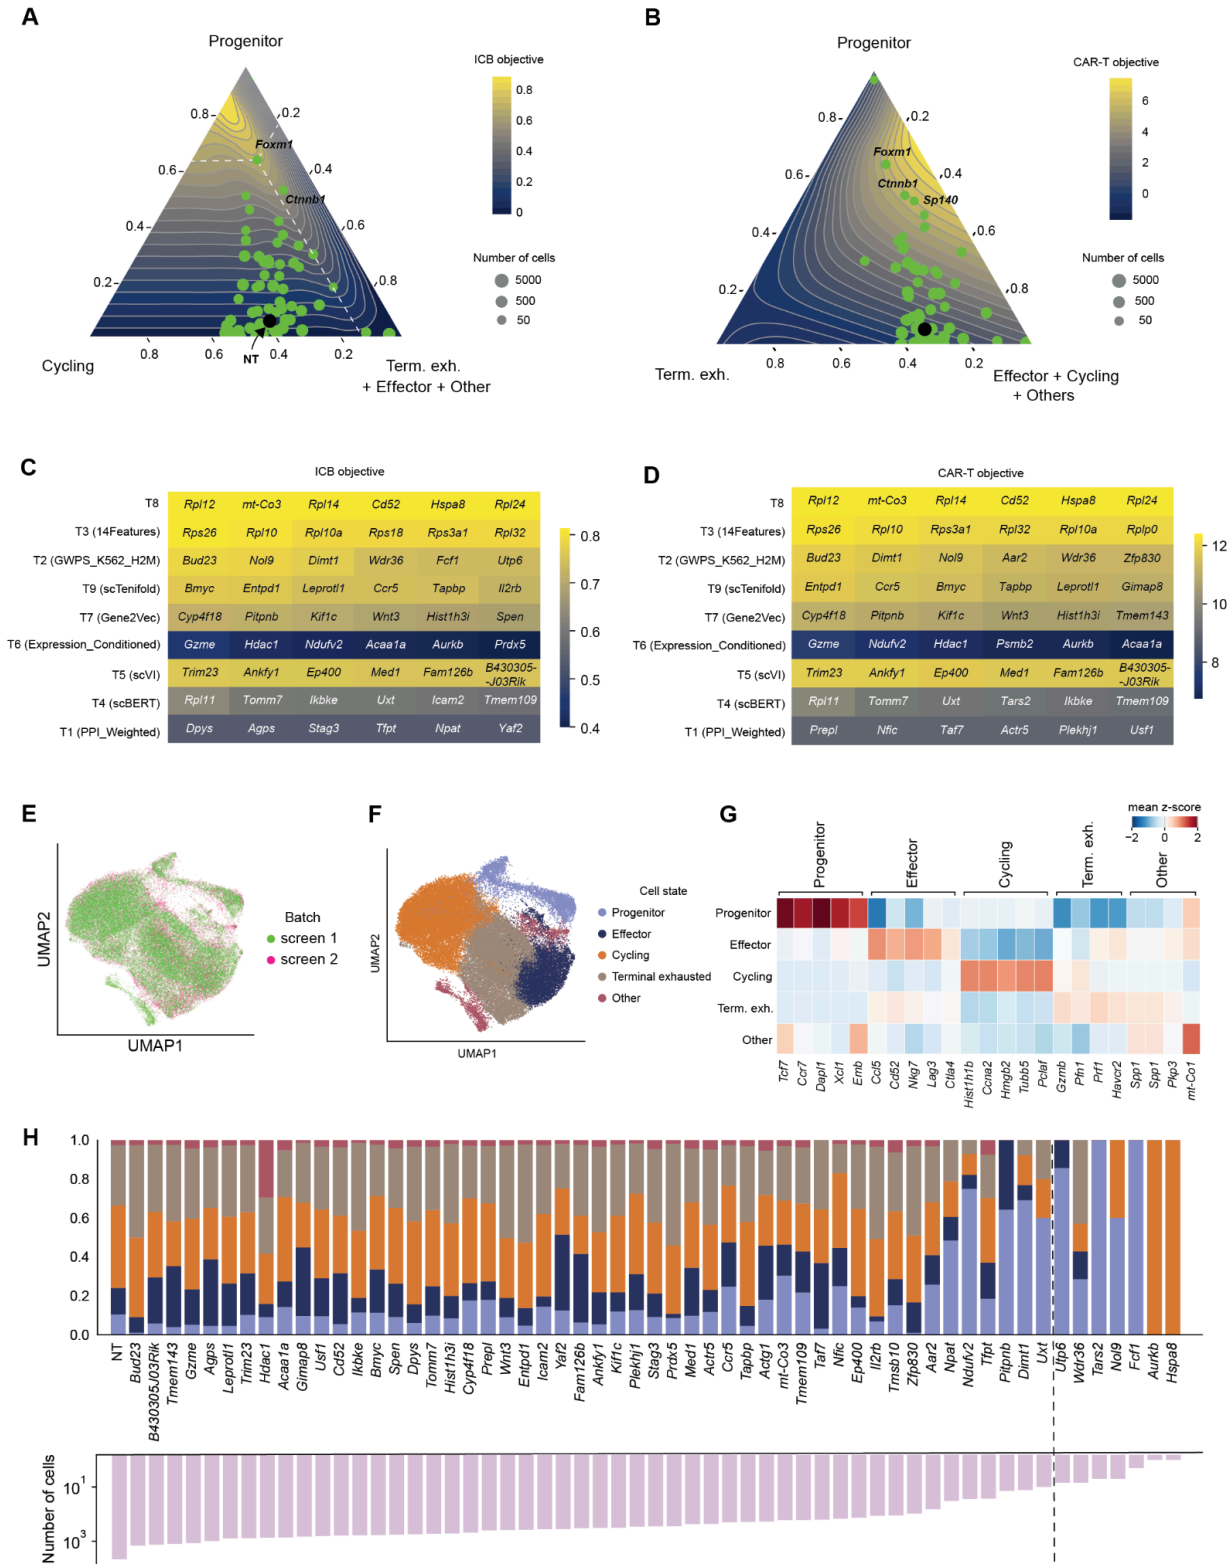 A
Progenitor
ICB objective
0.8
0.6
0.4
0.2
0
Number of cells
5000
500
50
0.8
0.6
0.4
0.2
0.2
0.4
0.6
0.8
Foxm1
Ctnnb1
NT
0.8
0.6
0.4
0.2
Cycling
Term. exh.
+ Effector + Other
B
Progenitor
CAR-T objective
6
4
2
0
Number of cells
5000
500
50
0.8
0.6
0.4
0.2
0.2
0.4
0.6
0.8
Foxm1
Ctnnb1
Sp140
0.8
0.6
0.4
0.2
Term. exh.
Effector + Cycling
+ Others
C
ICB objective
T8 Rpl12 mt-Co3 Rpl14 Cd52 Hspa8 Rpl24
T3 (14Features) Rps26 Rpl10 Rpl10a Rps18 Rps3a1 Rpl32
T2 (GWPS_K562_H2M) Bud23 Nol9 Dimt1 Wdr36 Fcf1 Utp6
T9 (scTenifold) Bmyc Entpd1 Leprotl1 Ccr5 Tapbp Il2rb
T7 (Gene2Vec) Cyp4f18 Pitpnb Kif1c Wnt3 Hist1h3i Spen
T6 (Expression_Conditioned) Gzme Hdac1 Ndufv2 Acaa1a Aurkb Prdx5
T5 (scVI) Trim23 Ankfy1 Ep400 Med1 Fam126b B430305-
-J03Rik
T4 (scBERT) Rpl11 Tomm7 Ikbke Uxt Icam2 Tmem109
T1 (PPI_Weighted) Dpys Agps Stag3 Tfpt Npat Yaf2
0.8
0.7
0.6
0.5
0.4
D
CAR-T objective
T8 Rpl12 mt-Co3 Rpl14 Cd52 Hspa8 Rpl24
T3 (14Features) Rps26 Rpl10 Rps3a1 Rpl32 Rpl10a Rplp0
T2 (GWPS_K562_H2M) Bud23 Dimt1 Nol9 Aar2 Wdr36 Zfp830
T9 (scTenifold) Entpd1 Ccr5 Bmyc Tapbp Leprotl1 Gimap8
T7 (Gene2Vec) Cyp4f18 Pitpnb Kif1c Wnt3 Hist1h3i Tmem143
T6 (Expression_Conditioned) Gzme Ndufv2 Hdac1 Psmb2 Aurkb Acaa1a
T5 (scVI) Trim23 Ankfy1 Ep400 Med1 Fam126b B430305-
-J03Rik
T4 (scBERT) Rpl11 Tomm7 Uxt Tars2 Ikbke Tmem109
T1 (PPI_Weighted) Prepl Nfic Taf7 Actr5 Plekhj1 Usf1
12
10
8
E
UMAP2
UMAP1
Batch
screen 1
screen 2
F
UMAP2
UMAP1
Cell state
Progenitor
Effector
Cycling
Terminal exhausted
Other
G
mean z-score
−2 0 2
Progenitor
Effector
Cycling
Term. exh.
Other
Progenitor
Effector
Cycling
Term. exh.
Other
Tcf7 Ccr7 Dapl1 Xcl1 Emb Ccl5 Cd52 Nkg7 Lag3 Ctla4 Hist1h1b Ccna2 Hmgb2 Tubb5 Pclaf Gzmb Pfn1 Prf1 Havcr2 Spp1 Spp1 Pkp3 mt-Co1
H
1.0
0.8
0.6
0.4
0.2
0.0
NT Bud23 B430305J03Rik Tmem143 Gzme Agps Leprotl1 Trim23 Hdac1 Acaa1a Gimap8 Usf1 Cd52 Ikbke Bmyc Spen Dpys Tomm7 Hist1h3i Cyp4f18 Prepl Wnt3 Entpd1 Icam2 Yaf2 Fam126b Ankfy1 Kif1c Plekhj1 Stag3 Prdx5 Med1 Actr5 Ccr5 Tapbp Actg1 mt-Co3 Tmem109 Taf7 Nfic Ep400 Il2rb Tmsb10 Zfp830 Aar2 Npat Ndufv2 Tfpt Pitpnb Dimt1 Uxt Utp6 Wdr36 Tars2 Nol9 Fcf1 Aurkb Hspa8
Number of cells
10¹
10³